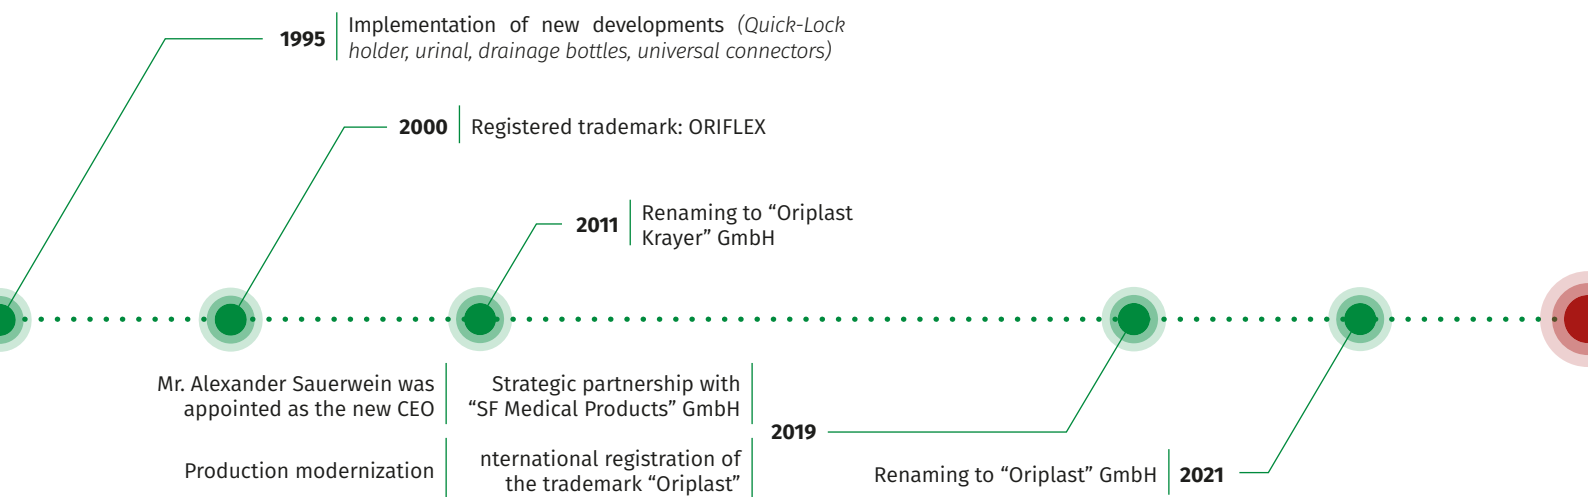 1995
Implementation of new developments (Quick-Lock
holder, urinal, drainage bottles, universal connectors)
2000
Registered trademark: ORIFLEX
2011
Renaming to “Oriplast
Krayer” GmbH
Mr. Alexander Sauerwein was
appointed as the new CEO
Strategic partnership with
“SF Medical Products” GmbH
Production modernization
nternational registration of
the trademark “Oriplast”
2019
Renaming to “Oriplast” GmbH
2021